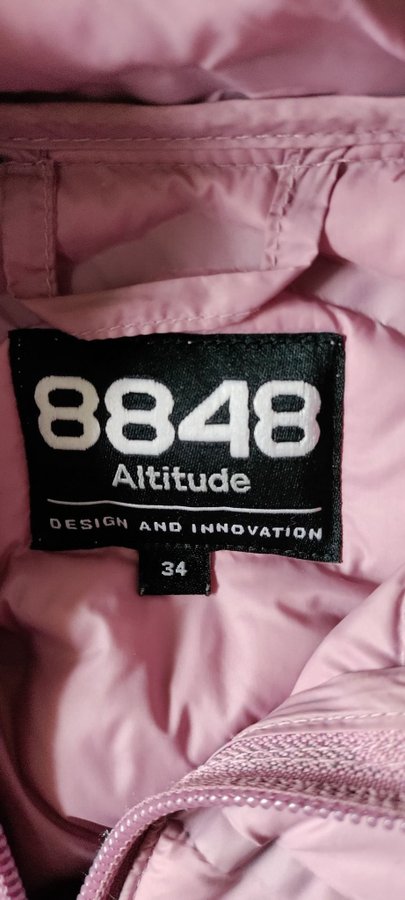 8848
Altitude
DESIGN AND INNOVATION
34